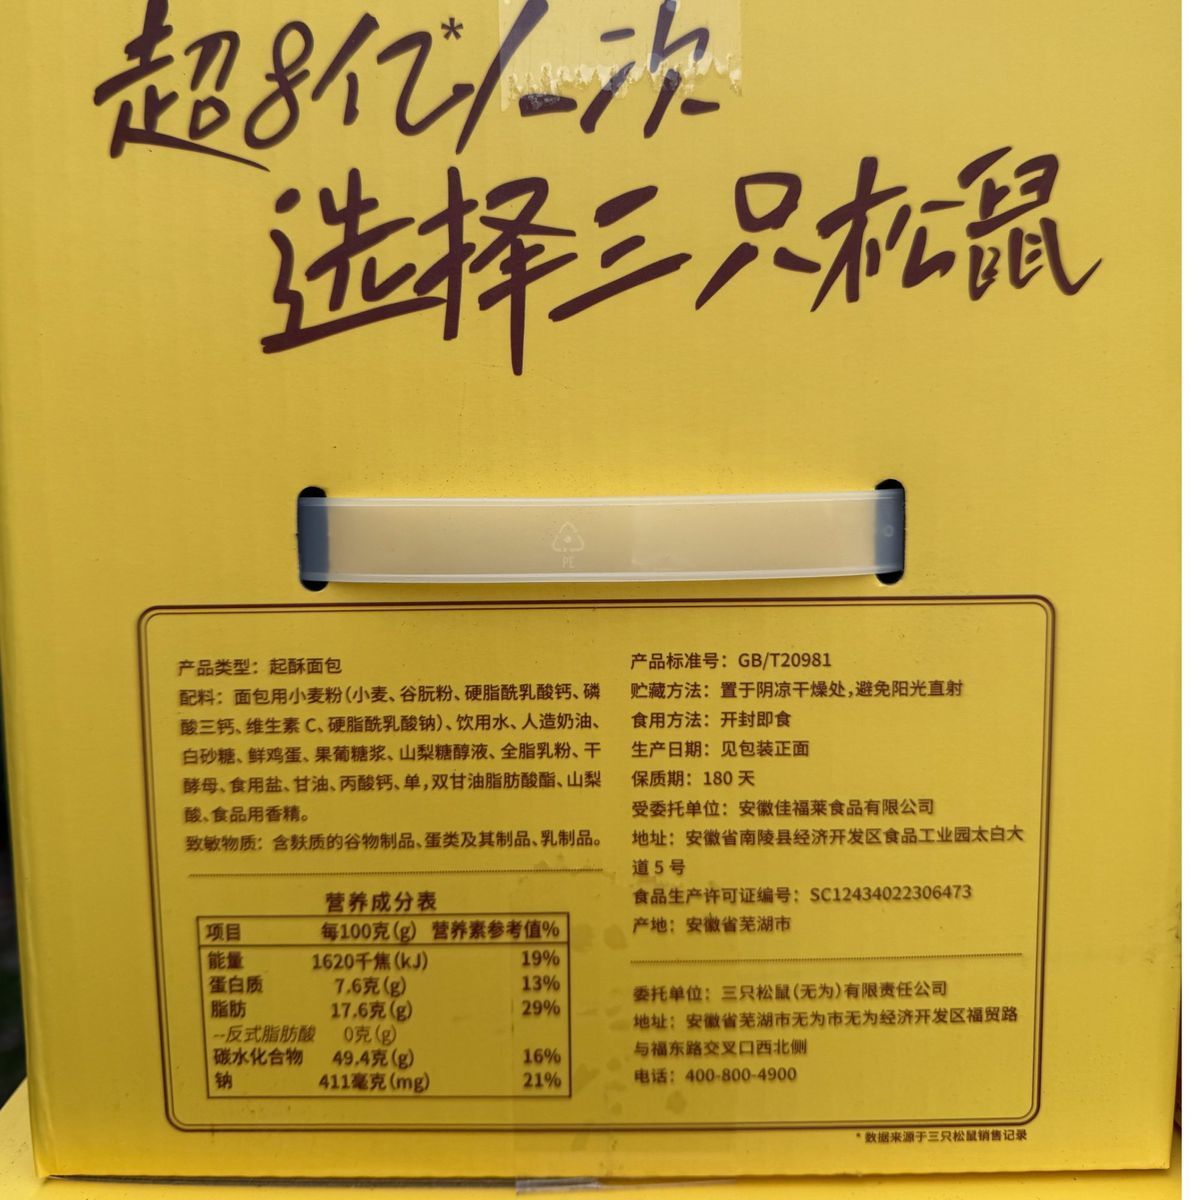 超8亿*人次
选择三只松鼠
PE
产品类型：起酥面包
配料：面包用小麦粉（小麦、谷朊粉、硬脂酰乳酸钙、磷
酸三钙、维生素 C、硬脂酰乳酸钠）、饮用水、人造奶油、
白砂糖、鲜鸡蛋、果葡糖浆、山梨糖醇液、全脂乳粉、干
酵母、食用盐、甘油、丙酸钙、单，双甘油脂肪酸酯、山梨
酸、食品用香精。
致敏物质：含麸质的谷物制品、蛋类及其制品、乳制品。
营养成分表
项目 每100克(g) 营养素参考值%
能量 1620千焦(kJ) 19%
蛋白质 7.6克(g) 13%
脂肪 17.6克(g) 29%
--反式脂肪酸 0克(g)
碳水化合物 49.4克(g) 16%
钠 411毫克(mg) 21%
产品标准号：GB/T20981
贮藏方法：置于阴凉干燥处，避免阳光直射
食用方法：开封即食
生产日期：见包装正面
保质期：180 天
受委托单位：安徽佳福莱食品有限公司
地址：安徽省南陵县经济开发区食品工业园太白大
道 5 号
食品生产许可证编号：SC12434022306473
产地：安徽省芜湖市
委托单位：三只松鼠（无为）有限责任公司
地址：安徽省芜湖市无为市无为经济开发区福贸路
与福东路交叉口西北侧
电话：400-800-4900
*数据来源于三只松鼠销售记录